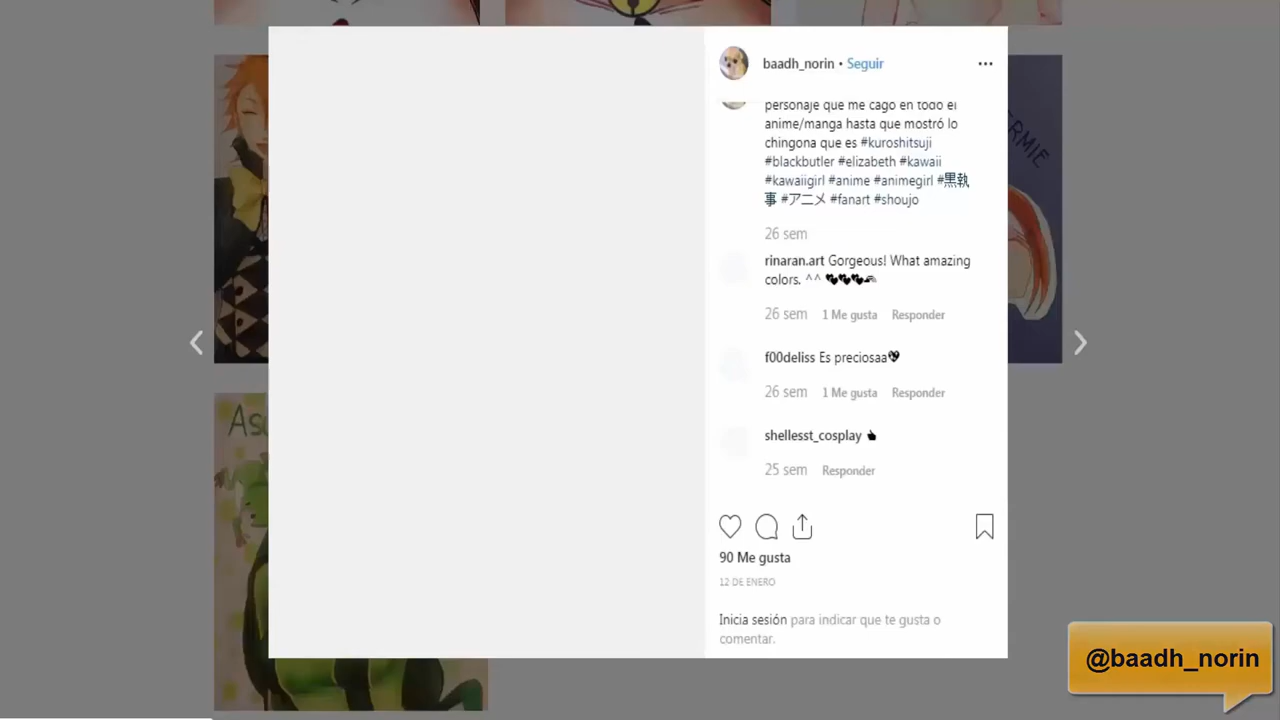 baadh_norin • Seguir
personaje que me cago en todo el
anime/manga hasta que mostró lo
chingona que es #kuroshitsuji
#blackbutler #elizabeth #kawaii
#kawaiigirl #anime #animegirl #黒執
事 #アニメ #fanart #shoujo
26 sem
rinaran.art Gorgeous! What amazing
colors. ^^
26 sem 1 Me gusta Responder
f00deliss Es preciosaa
26 sem 1 Me gusta Responder
shellesst_cosplay
25 sem Responder
90 Me gusta
12 DE ENERO
Inicia sesión para indicar que te gusta o
comentar.
@baadh_norin